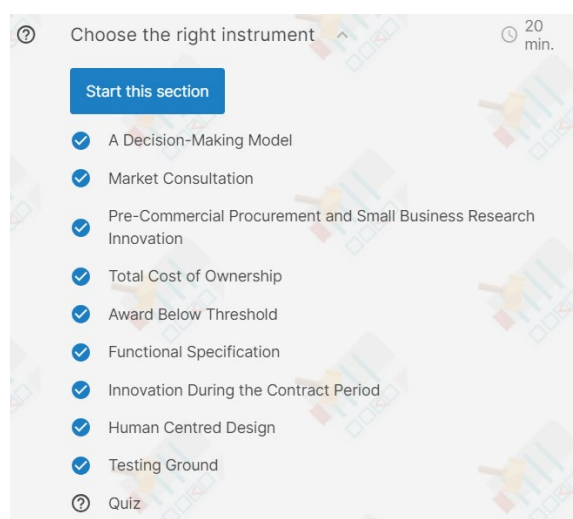 Choose the right instrument
20
min.
Start this section
A Decision-Making Model
Market Consultation
Pre-Commercial Procurement and Small Business Research
Innovation
Total Cost of Ownership
Award Below Threshold
Functional Specification
Innovation During the Contract Period
Human Centred Design
Testing Ground
Quiz